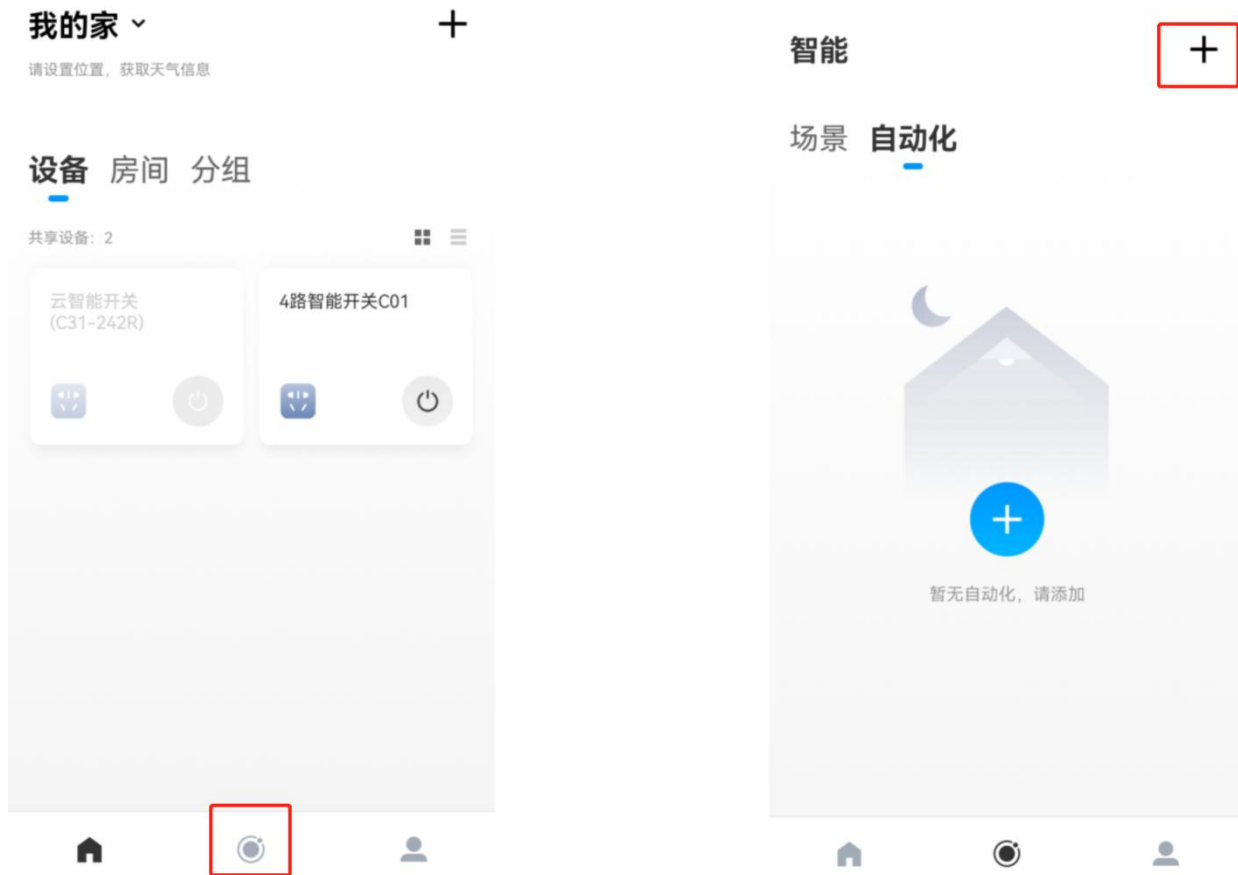 我的家
请设置位置，获取天气信息
设备 房间 分组
共享设备：2
云智能开关
(C31-242R)
4路智能开关C01
智能
场景 自动化
暂无自动化，请添加